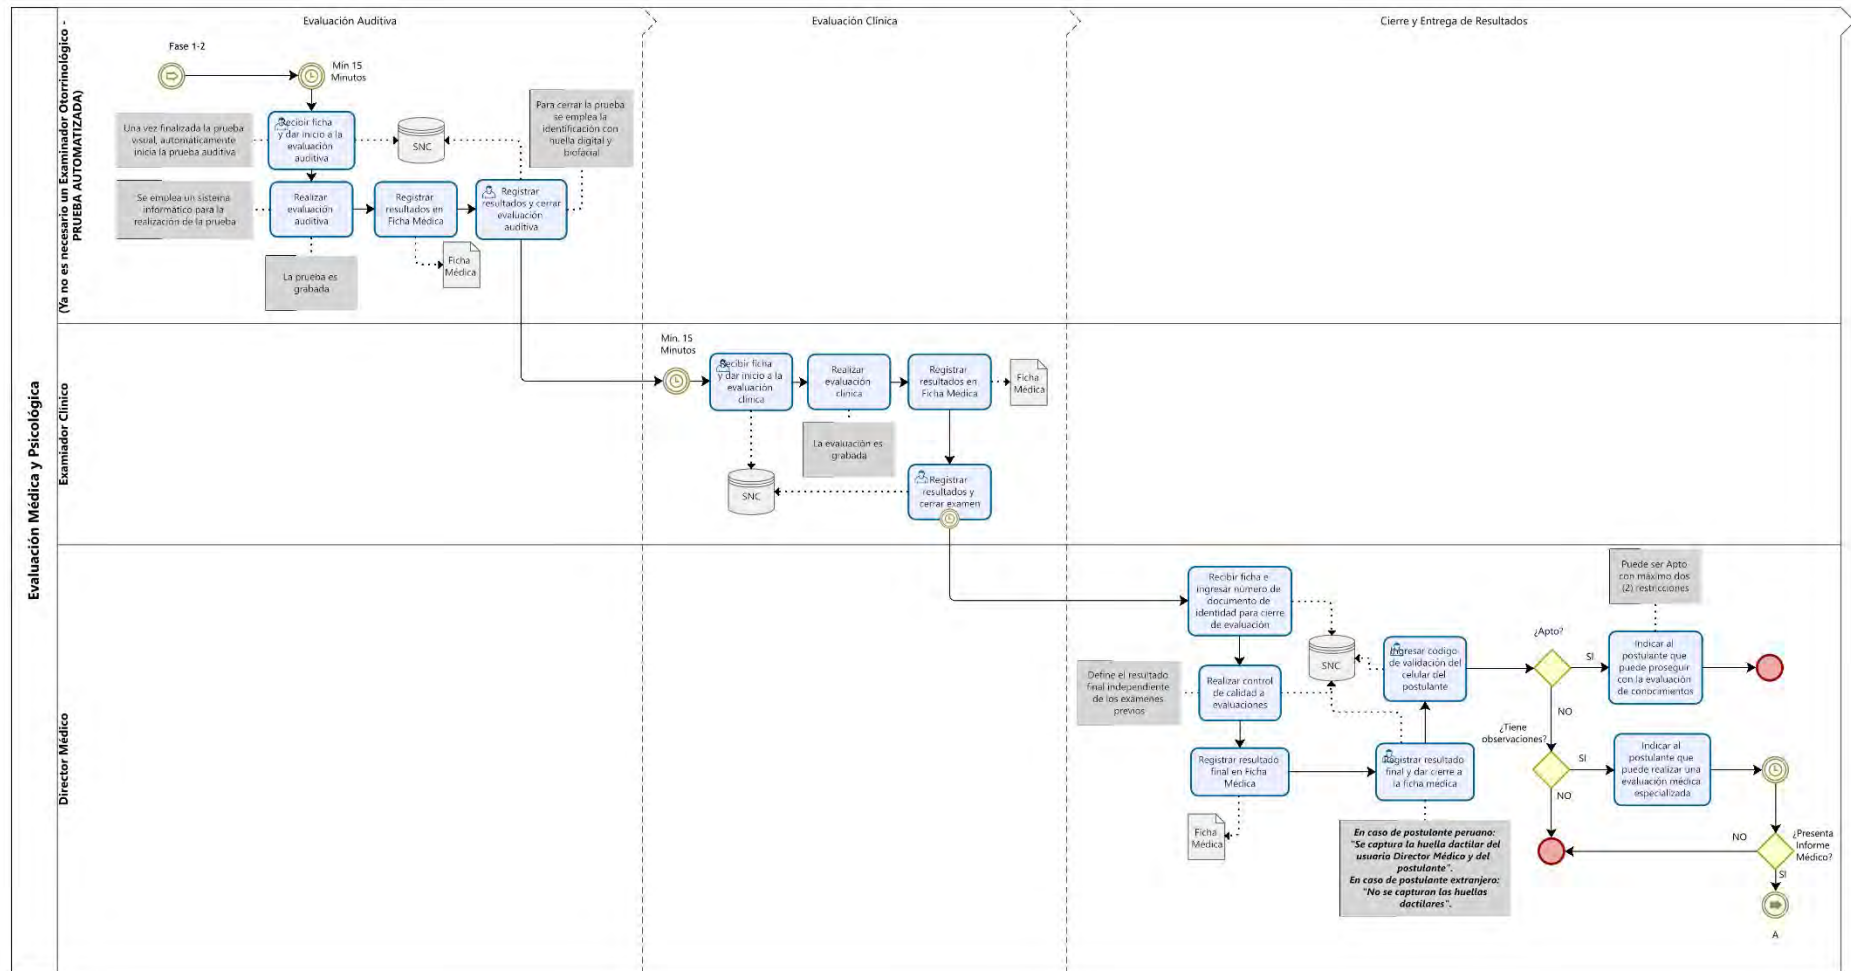 Evaluación Auditiva
Evaluación Clínica
Cierre y Entrega de Resultados
Evaluación Médica y Psicológica
(Ya no es necesario un Examinador Otorrinológico -
PRUEBA AUTOMATIZADA)
Fase 1-2
Min 15
Minutos
Una vez finalizada la prueba
visual, automáticamente
inicia la prueba auditiva
Recibir ficha
y dar inicio a la
evaluación
auditiva
SNC
Para cerrar la prueba
se emplea la
identificación con
huella digital y
biofacial
Se emplea un sistema
informático para la
realización de la prueba
Realizar
evaluación
auditiva
Registrar
resultados en
Ficha Médica
Registrar
resultados y cerrar
evaluación
auditiva
La prueba es
grabada
Ficha
Médica
Examiador Clínico
Min. 15
Minutos
Recibir ficha
y dar inicio a la
evaluación
clínica
Realizar
evaluación
clínica
Registrar
resultados en
Ficha Médica
Ficha
Médica
La evaluación es
grabada
SNC
Registrar
resultados y
cerrar examen
Director Médico
Recibir ficha e
ingresar número de
documento de
identidad para cierre
de evaluación
Puede ser Apto
con máximo dos
(2) restricciones
Define el resultado
final independiente
de los exámenes
previos
Realizar control
de calidad a
evaluaciones
SNC
Ingresar codigo
de validación del
celular del
postulante
¿Apto?
SI
Indicar al
postulante que
puede proseguir
con la evaluación
de conocimientos
NO
¿Tiene
observaciones?
Registrar resultado
final en Ficha
Médica
Registrar resultado
final y dar cierre a
la ficha medica
SI
Indicar al
postulante que
puede realizar una
evaluación médica
especializada
NO
Ficha
Médica
En caso de postulante peruano:
"Se captura la huella dactilar del
usuario Director Médico y del
postulante".
En caso de postulante extranjero:
"No se capturan las huellas
dactilares".
NO
¿Presenta
Informe
Médico?
SI
A